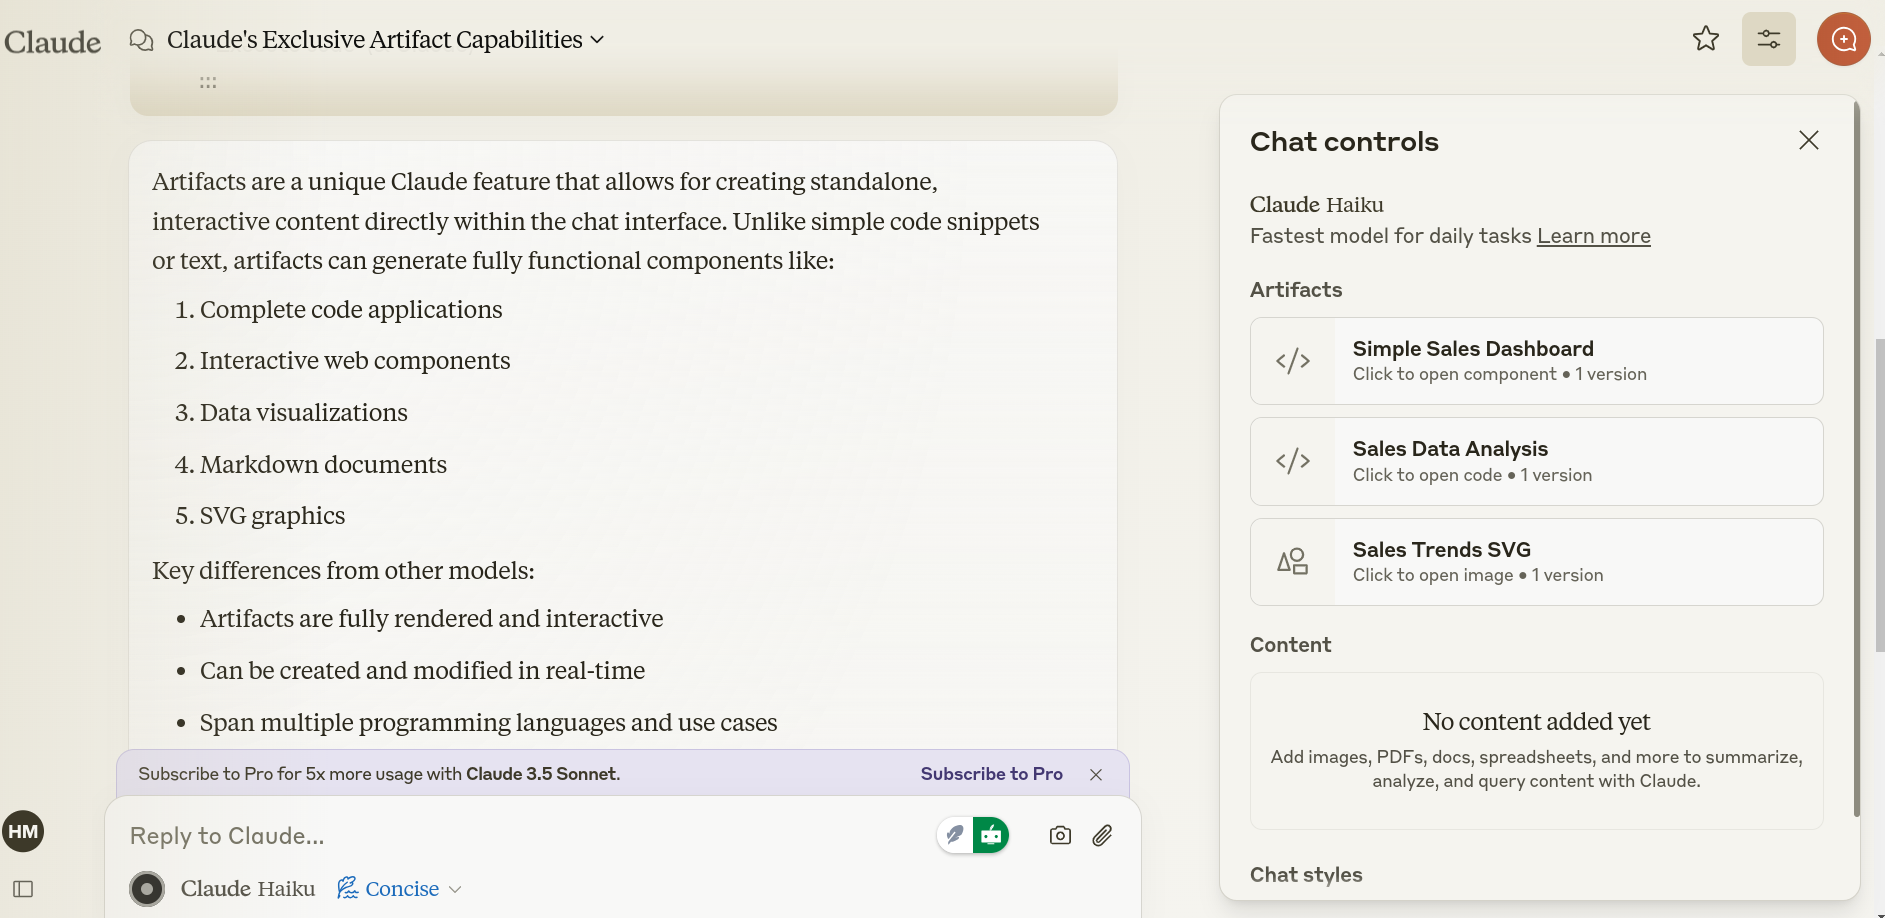 Claude
Claude's Exclusive Artifact Capabilities
Artifacts are a unique Claude feature that allows for creating standalone,
interactive content directly within the chat interface. Unlike simple code snippets
or text, artifacts can generate fully functional components like:
1. Complete code applications
2. Interactive web components
3. Data visualizations
4. Markdown documents
5. SVG graphics
Key differences from other models:
• Artifacts are fully rendered and interactive
• Can be created and modified in real-time
• Span multiple programming languages and use cases
Subscribe to Pro for 5x more usage with Claude 3.5 Sonnet.
Subscribe to Pro
Reply to Claude...
Claude Haiku
Concise
HM
Chat controls
Claude Haiku
Fastest model for daily tasks Learn more
Artifacts
Simple Sales Dashboard
Click to open component • 1 version
Sales Data Analysis
Click to open code • 1 version
Sales Trends SVG
Click to open image • 1 version
Content
No content added yet
Add images, PDFs, docs, spreadsheets, and more to summarize,
analyze, and query content with Claude.
Chat styles